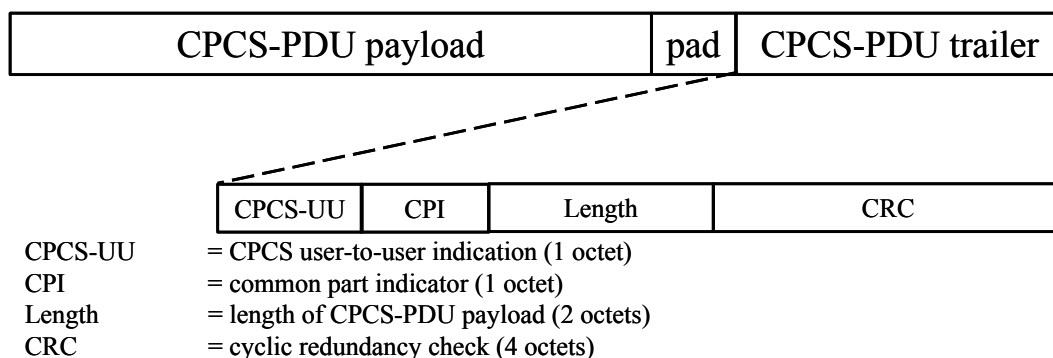 CPCS-PDU payload pad CPCS-PDU trailer
CPCS-UU CPI Length CRC
CPCS-UU = CPCS user-to-user indication (1 octet)
CPI = common part indicator (1 octet)
Length = length of CPCS-PDU payload (2 octets)
CRC = cyclic redundancy check (4 octets)